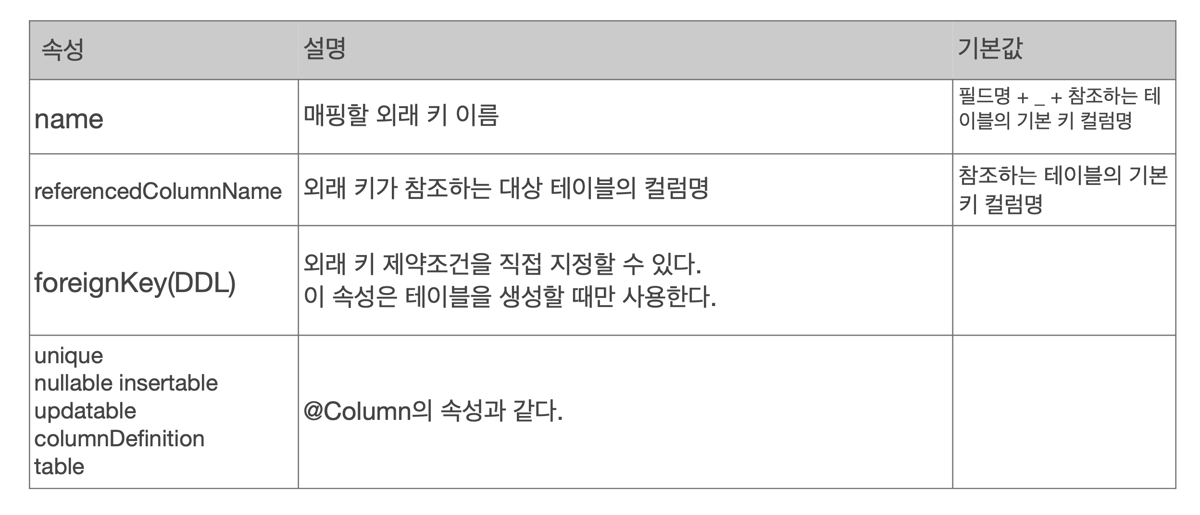 속성 설명 기본값
name 매핑할 외래 키 이름 필드명 + _ + 참조하는 테
이블의 기본 키 컬럼명
referencedColumnName 외래 키가 참조하는 대상 테이블의 컬럼명 참조하는 테이블의 기본
키 컬럼명
foreignKey(DDL) 외래 키 제약조건을 직접 지정할 수 있다.
이 속성은 테이블을 생성할 때만 사용한다.
unique
nullable insertable
updatable
columnDefinition
table
@Column의 속성과 같다.